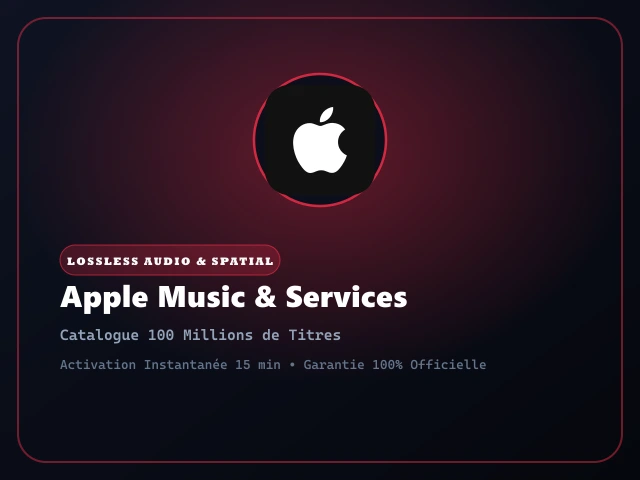 LOSSLESS AUDIO & SPATIAL
Apple Music & Services
Catalogue 100 Millions de Titres
Activation Instantanée 15 min • Garantie 100% Officielle